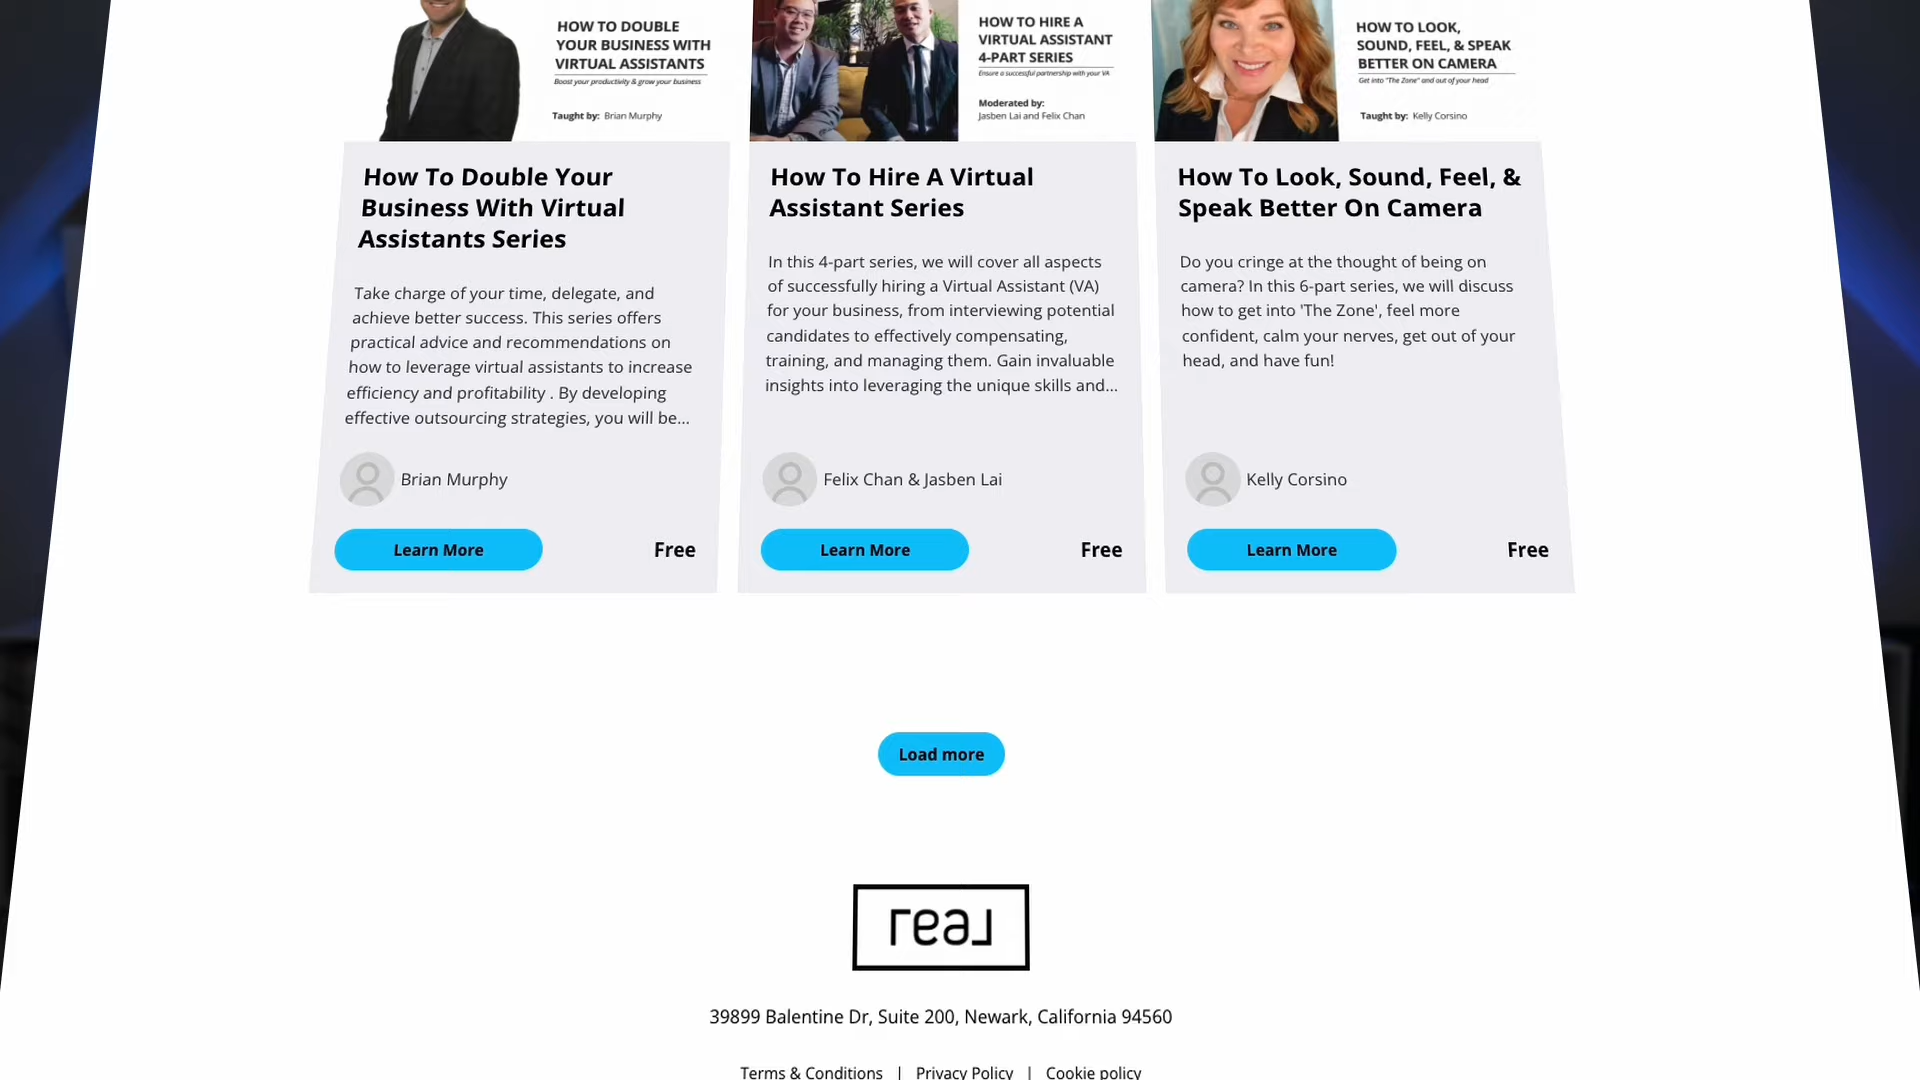 HOW TO DOUBLE
YOUR BUSINESS WITH
VIRTUAL ASSISTANTS
Boost your productivity & grow your business
Taught by: Brian Murphy
HOW TO HIRE A
VIRTUAL ASSISTANT
4-PART SERIES
Ensure a successful partnership with your VA
Moderated by:
Jasben Lai and Felix Chan
HOW TO LOOK,
SOUND, FEEL, & SPEAK
BETTER ON CAMERA
Get into "The Zone" and out of your head
Taught by: Kelly Corsino
How To Double Your
Business With Virtual
Assistants Series
Take charge of your time, delegate, and
achieve better success. This series offers
practical advice and recommendations on
how to leverage virtual assistants to increase
efficiency and profitability . By developing
effective outsourcing strategies, you will be...
Brian Murphy
Learn More
Free
How To Hire A Virtual
Assistant Series
In this 4-part series, we will cover all aspects
of successfully hiring a Virtual Assistant (VA)
for your business, from interviewing potential
candidates to effectively compensating,
training, and managing them. Gain invaluable
insights into leveraging the unique skills and...
Felix Chan & Jasben Lai
Learn More
Free
How To Look, Sound, Feel, &
Speak Better On Camera
Do you cringe at the thought of being on
camera? In this 6-part series, we will discuss
how to get into 'The Zone', feel more
confident, calm your nerves, get out of your
head, and have fun!
Kelly Corsino
Learn More
Free
Load more
real
39899 Balentine Dr, Suite 200, Newark, California 94560
Terms & Conditions | Privacy Policy | Cookie policy